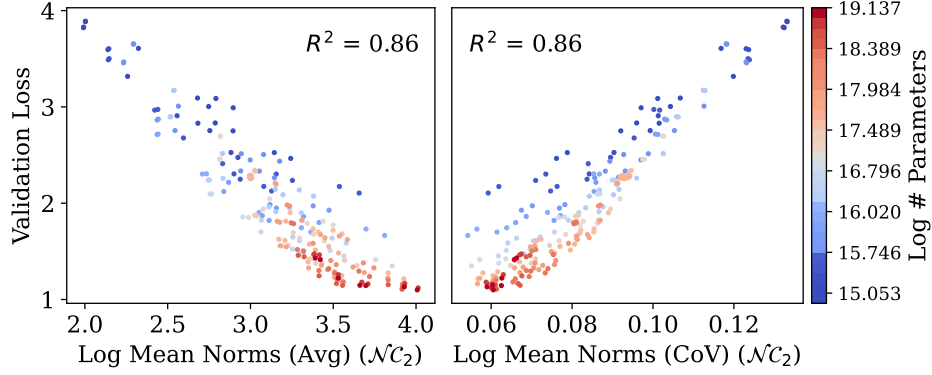 Validation Loss
4
3
2
1
R² = 0.86
2.0 2.5 3.0 3.5 4.0
Log Mean Norms (Avg) (𝒩𝒞₂)
R² = 0.86
0.06 0.08 0.10 0.12
Log Mean Norms (CoV) (𝒩𝒞₂)
19.137
18.389
17.984
17.489
16.796
16.020
15.746
15.053
Log # Parameters